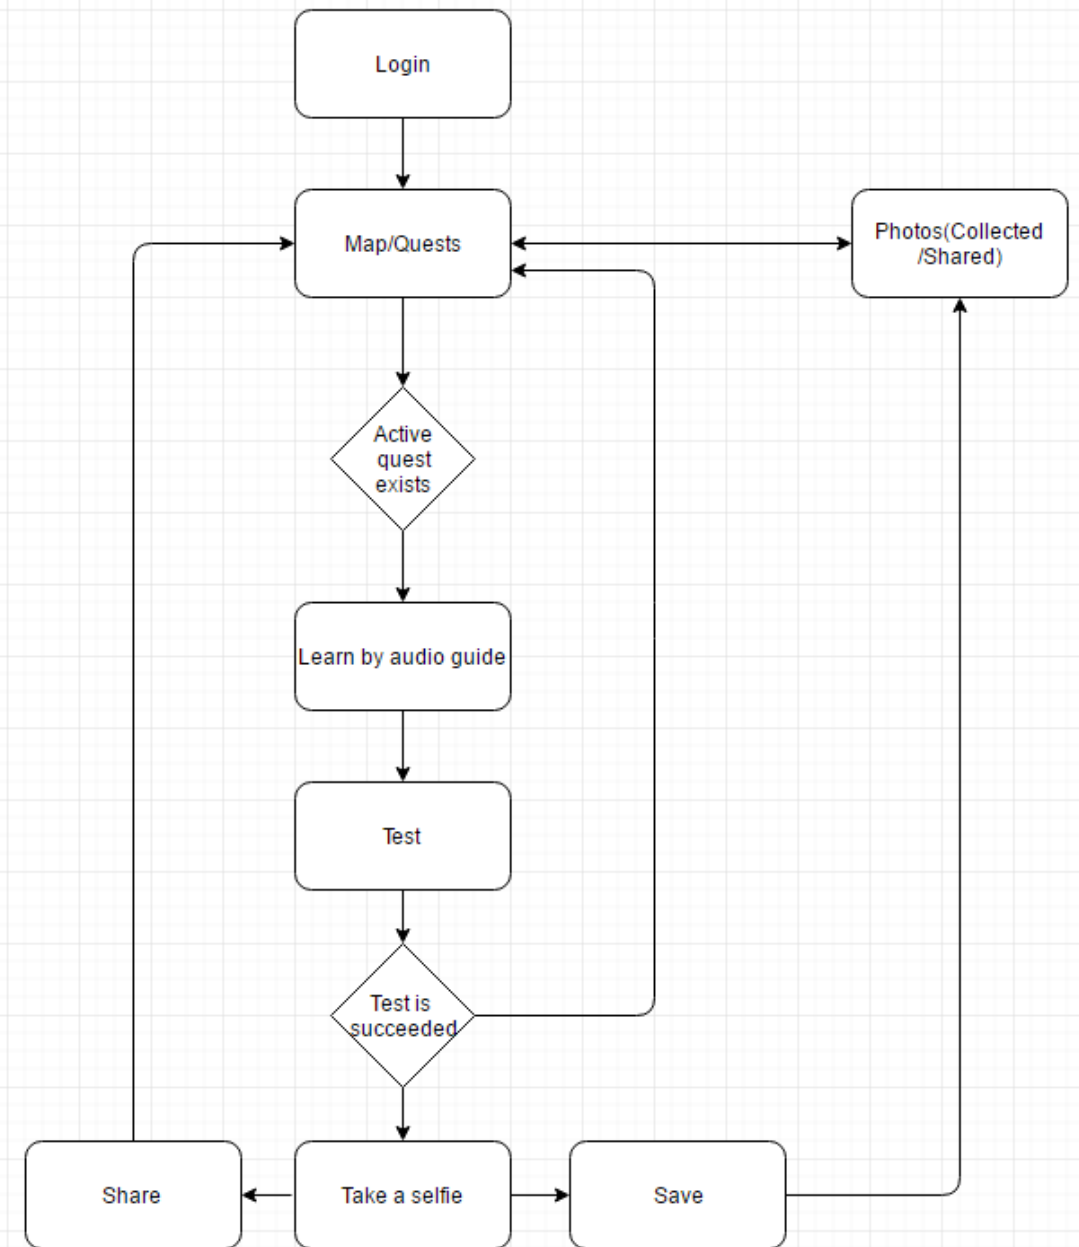 Login
Map/Quests
Photos(Collected
/Shared)
Active
quest
exists
Learn by audio guide
Test
Test is
succeeded
Share
Take a selfie
Save